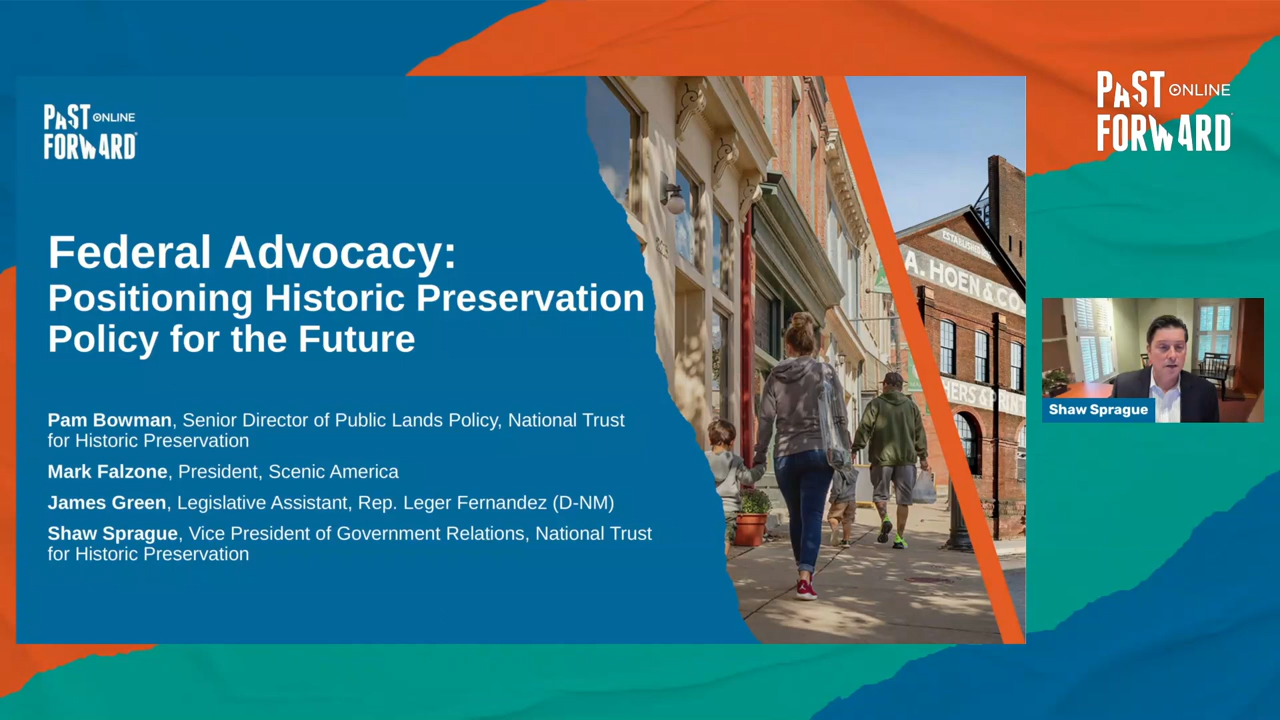 PAST ONLINE
FORWARD
Federal Advocacy:
Positioning Historic Preservation
Policy for the Future
Pam Bowman, Senior Director of Public Lands Policy, National Trust
for Historic Preservation
Mark Falzone, President, Scenic America
James Green, Legislative Assistant, Rep. Leger Fernandez (D-NM)
Shaw Sprague, Vice President of Government Relations, National Trust
for Historic Preservation
ESTABLISHED
A. HOEN & CO
HERS & PRINT
PAST ONLINE
FORWARD
Shaw Sprague